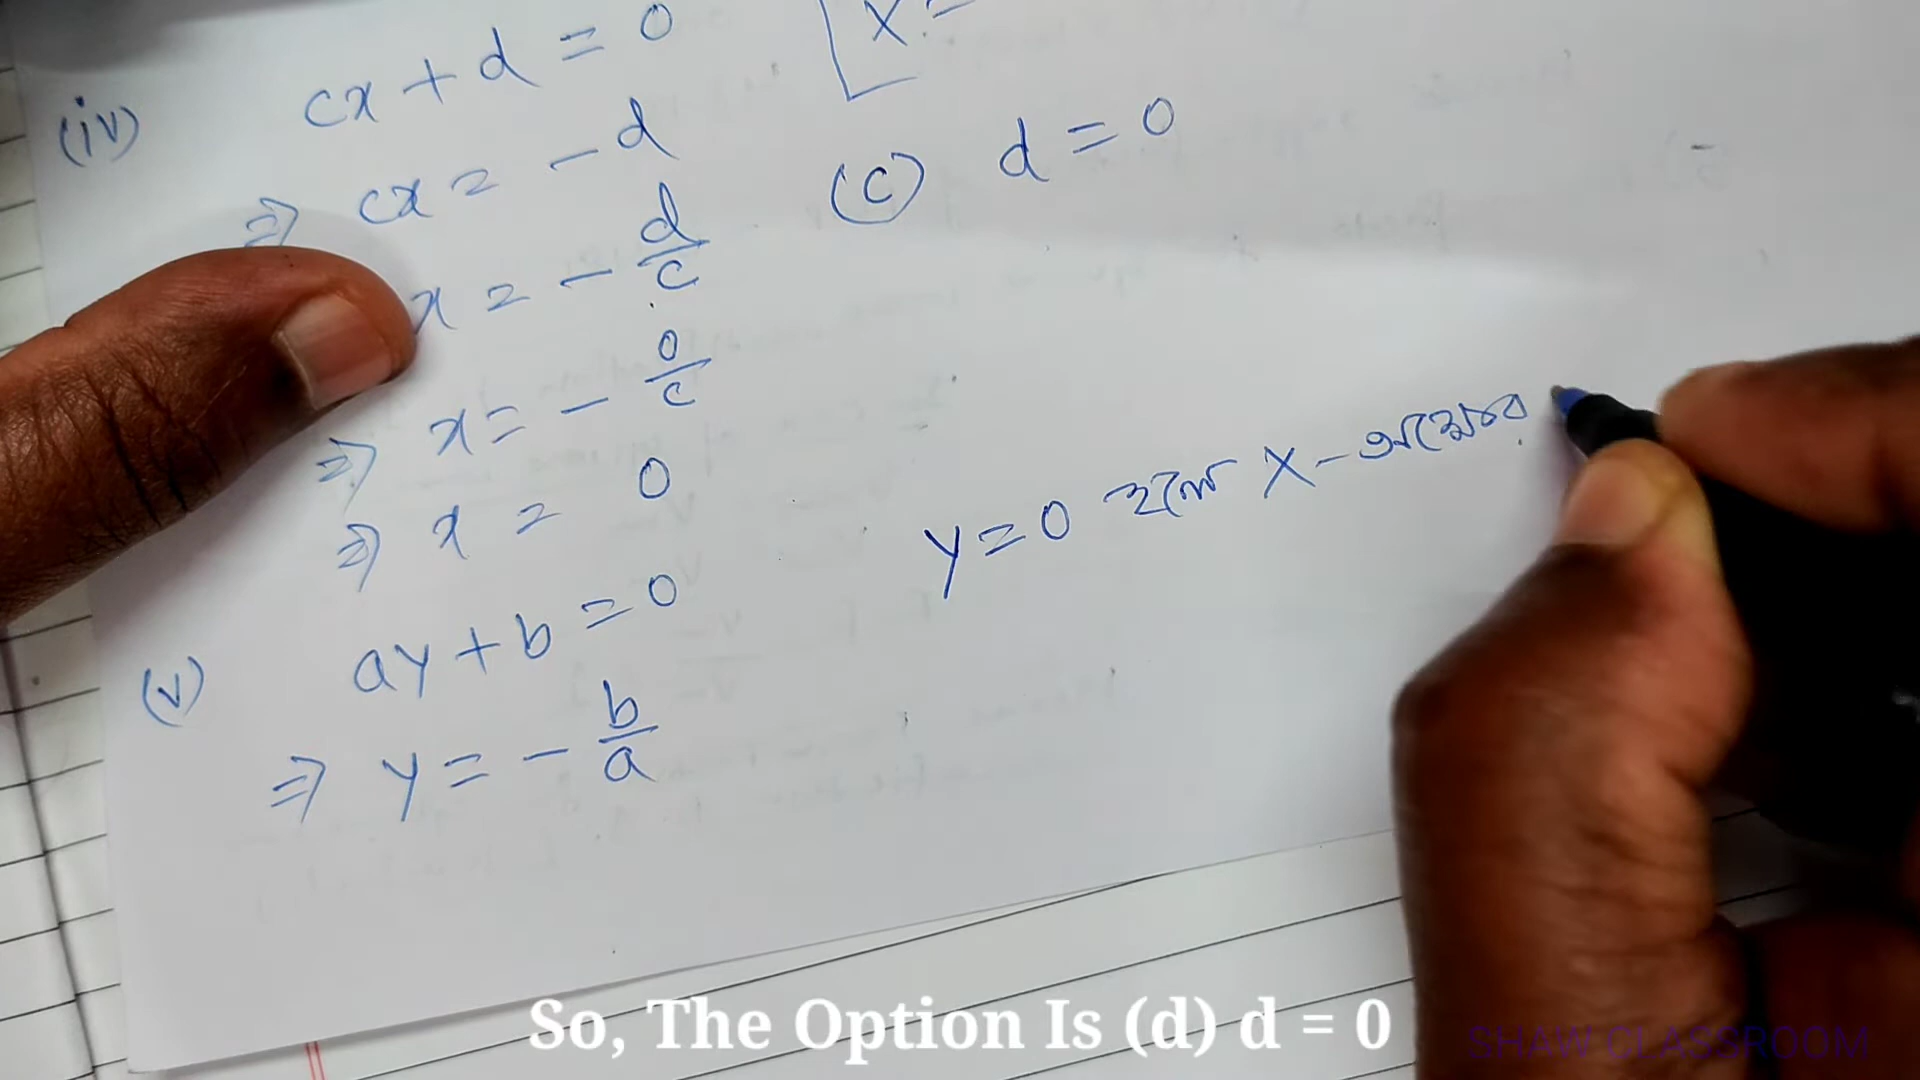 (iv) cx + d = 0
⇒ cx = - d
x = - d/c
⇒ x = - 0/c
⇒ x = 0
(v) ay + b = 0
⇒ y = - b/a
x =
(c) d = 0
y = 0 হলে X-অক্ষের
So, The Option Is (d) d = 0
SHAW CLASSROOM